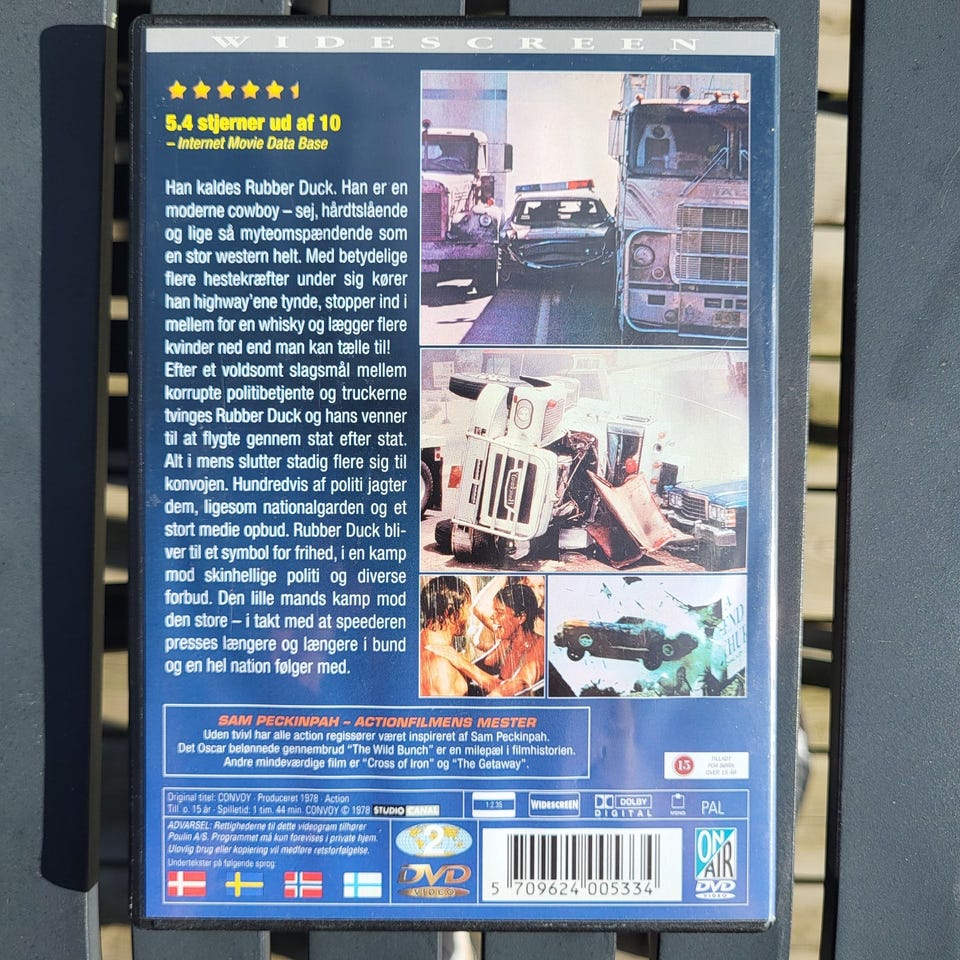 WIDESCREEN
5.4 stjerner ud af 10
– Internet Movie Data Base
Han kaldes Rubber Duck. Han er en
moderne cowboy – sej, hårdtslående
og lige så myteomspændende som
en stor western helt. Med betydelige
flere hestekræfter under sig kører
han highway'ene tynde, stopper ind i
mellem for en whisky og lægger flere
kvinder ned end man kan tælle til!
Efter et voldsomt slagsmål mellem
korrupte politibetjente og truckerne
tvinges Rubber Duck og hans venner
til at flygte gennem stat efter stat.
Alt i mens slutter stadig flere sig til
konvojen. Hundredvis af politi jagter
dem, ligesom nationalgarden og et
stort medie opbud. Rubber Duck bli-
ver til et symbol for frihed, i en kamp
mod skinhellige politi og diverse
forbud. Den lille mands kamp mod
den store – i takt med at speederen
presses længere og længere i bund
og en hel nation følger med.
SAM PECKINPAH – ACTIONFILMENS MESTER
Uden tvivl har alle action regissører været inspireret af Sam Peckinpah.
Det Oscar belønnede gennembrud "The Wild Bunch" er en milepæl i filmhistorien.
Andre mindeværdige film er "Cross of Iron" og "The Getaway".
15
TILLADT
FOR BØRN
OVER 15 ÅR
Original titel: CONVOY · Produceret 1978 · Action
Till. o. 15 år · Spilletid: 1 tim. 44 min. CONVOY © 1978 STUDIO CANAL
1:2.35
WIDESCREEN
DOLBY
DIGITAL
PAL
ADVARSEL: Rettighederne til dette videogram tilhører
Poulin A/S. Programmet må kun forevises i private hjem.
Ulovlig brug eller kopiering vil medføre retsforfølgelse.
Undertekster på følgende sprog:
2
DVD
VIDEO
5 709624 005334
ON
AIR
DVD
VIDEO